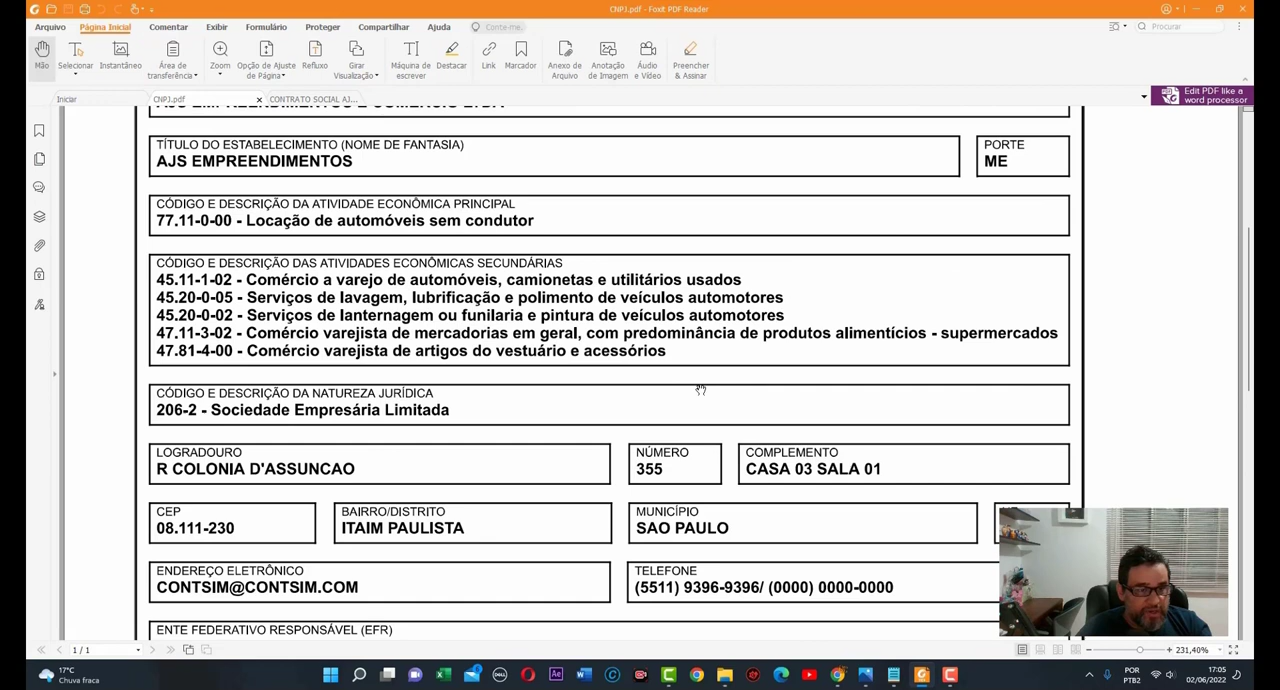 CNPJ.pdf - Foxit PDF Reader
Arquivo Página Inicial Comentar Exibir Formulário Proteger Compartilhar Ajuda Conte-me... Procurar
Mão Selecionar Instantâneo Área de transferência Zoom Opção de Ajuste de Página Refluxo Girar Visualização Máquina de escrever Destacar Link Marcador Anexo de Arquivo Anotação de Imagem Áudio e Vídeo Preencher & Assinar
Iniciar CNPJ.pdf CONTRATO SOCIAL AJ...
Edit PDF like a
word processor
AJS EMPREENDIMENTOS E COMERCIO LTDA
TÍTULO DO ESTABELECIMENTO (NOME DE FANTASIA) PORTE
AJS EMPREENDIMENTOS ME
CÓDIGO E DESCRIÇÃO DA ATIVIDADE ECONÔMICA PRINCIPAL
77.11-0-00 - Locação de automóveis sem condutor
CÓDIGO E DESCRIÇÃO DAS ATIVIDADES ECONÔMICAS SECUNDÁRIAS
45.11-1-02 - Comércio a varejo de automóveis, camionetas e utilitários usados
45.20-0-05 - Serviços de lavagem, lubrificação e polimento de veículos automotores
45.20-0-02 - Serviços de lanternagem ou funilaria e pintura de veículos automotores
47.11-3-02 - Comércio varejista de mercadorias em geral, com predominância de produtos alimentícios - supermercados
47.81-4-00 - Comércio varejista de artigos do vestuário e acessórios
CÓDIGO E DESCRIÇÃO DA NATUREZA JURÍDICA
206-2 - Sociedade Empresária Limitada
LOGRADOURO NÚMERO COMPLEMENTO
R COLONIA D'ASSUNCAO 355 CASA 03 SALA 01
CEP BAIRRO/DISTRITO MUNICÍPIO
08.111-230 ITAIM PAULISTA SAO PAULO
ENDEREÇO ELETRÔNICO TELEFONE
CONTSIM@CONTSIM.COM (5511) 9396-9396/ (0000) 0000-0000
ENTE FEDERATIVO RESPONSÁVEL (EFR)
1 / 1 231,40%
17°C
Chuva fraca
POR
PTB2
17:05
02/06/2022